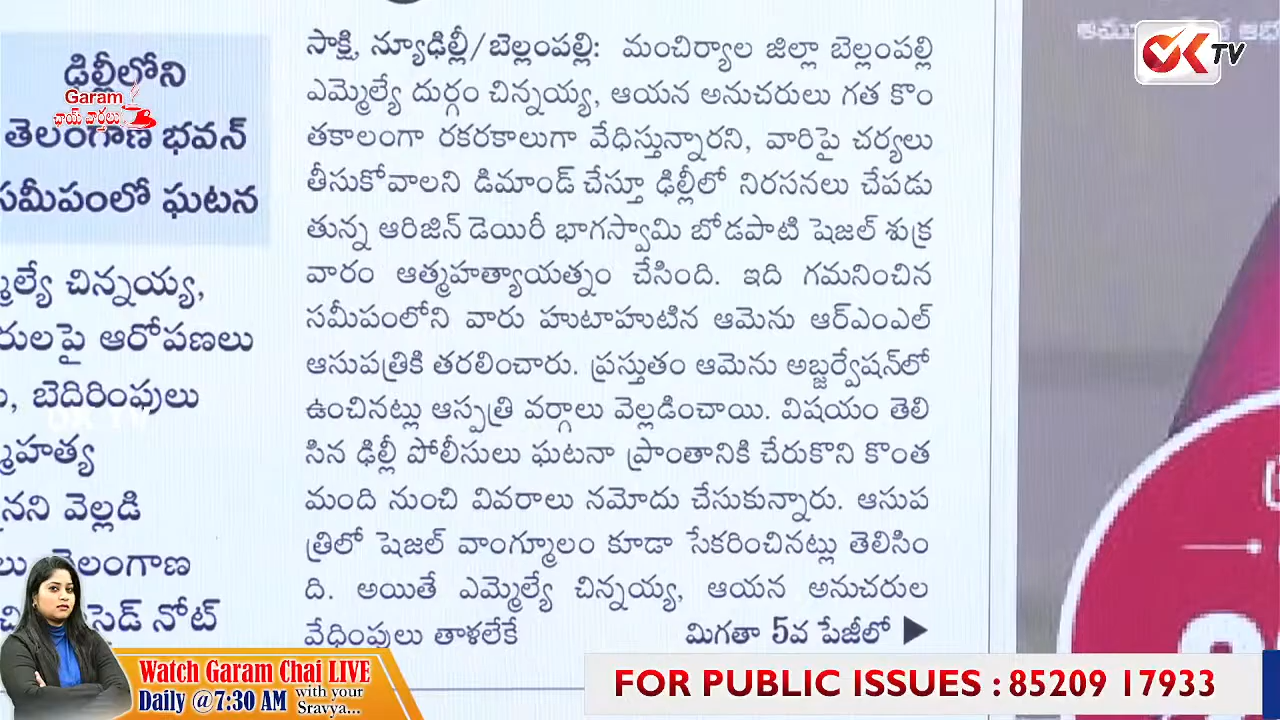 డిల్లీలోని
తెలంగాణ భవన్
సమీపంలో ఘటన
చిన్నయ్య,
ఆరోపణలు
బెదిరింపులు
వెల్లడి
తెలంగాణ
నోట్
సాక్షి, న్యూఢిల్లీ/బెల్లంపల్లి: మంచిర్యాల జిల్లా బెల్లంపల్లి
ఎమ్మెల్యే దుర్గం చిన్నయ్య, ఆయన అనుచరులు గత కొం
తకాలంగా రకరకాలుగా వేధిస్తున్నారని, వారిపై చర్యలు
తీసుకోవాలని డిమాండ్ చేస్తూ ఢిల్లీలో నిరసనలు చేపడు
తున్న ఆరిజిన్ డెయిరీ భాగస్వామి బోడపాటి షెజల్ శుక్ర
వారం ఆత్మహత్యాయత్నం చేసింది. ఇది గమనించిన
సమీపంలోని వారు హుటాహుటిన ఆమెను ఆర్ఎంఎల్
ఆసుపత్రికి తరలించారు. ప్రస్తుతం ఆమెను అబ్జర్వేషన్‌లో
ఉంచినట్లు ఆస్పత్రి వర్గాలు వెల్లడించాయి. విషయం తెలి
సిన ఢిల్లీ పోలీసులు ఘటనా ప్రాంతానికి చేరుకొని కొంత
మంది నుంచి వివరాలు నమోదు చేసుకున్నారు. ఆసుప
త్రిలో షెజల్ వాంగ్మూలం కూడా సేకరించినట్లు తెలిసిం
ది. అయితే ఎమ్మెల్యే చిన్నయ్య, ఆయన అనుచరుల
వేధింపులు తాళలేకే మిగతా 5వ పేజీలో
OK TV
Garam
చాయ్ వార్తలు
Watch Garam Chai LIVE
Daily @7:30 AM with your
Sravya...
FOR PUBLIC ISSUES : 85209 17933